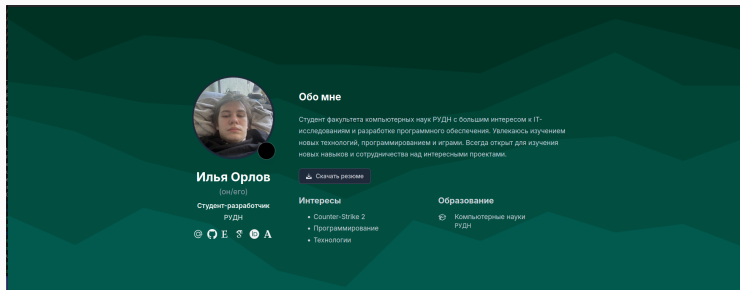 Илья Орлов
(он/его)
Студент-разработчик
РУДН
Обо мне
Студент факультета компьютерных наук РУДН с большим интересом к IT-
исследованиям и разработке программного обеспечения. Увлекаюсь изучением
новых технологий, программированием и играми. Всегда открыт для изучения
новых навыков и сотрудничества над интересными проектами.
Скачать резюме
Интересы
• Counter-Strike 2
• Программирование
• Технологии
Образование
Компьютерные науки
РУДН